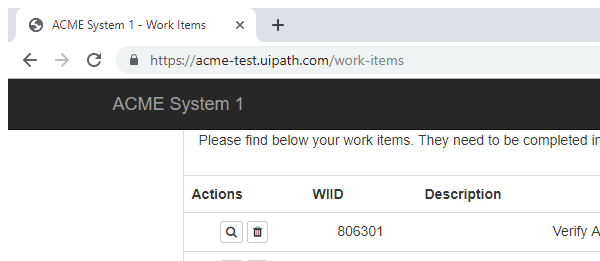 ACME System 1 - Work Items
https://acme-test.uipath.com/work-items
ACME System 1
Please find below your work items. They need to be completed in
Actions WIID Description
806301 Verify A